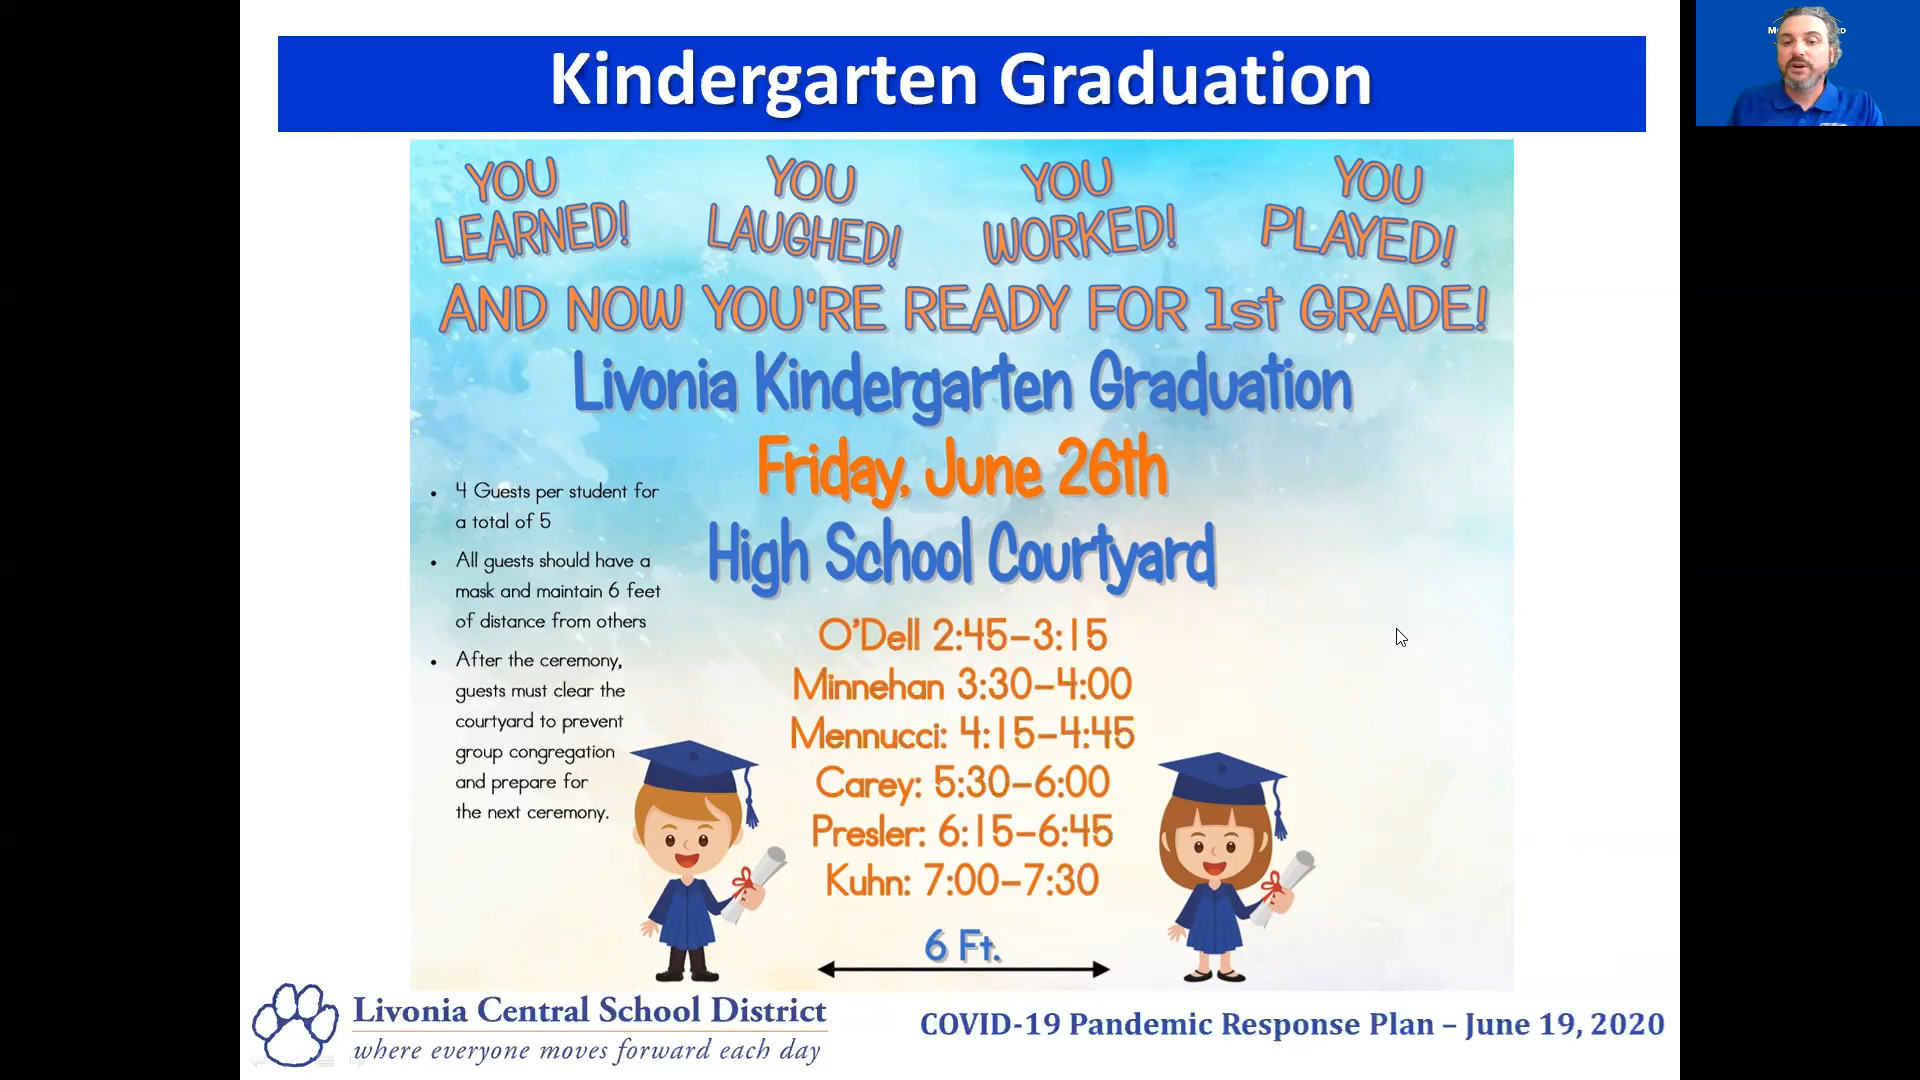 Kindergarten Graduation
YOU LEARNED!
YOU LAUGHED!
YOU WORKED!
YOU PLAYED!
AND NOW YOU'RE READY FOR 1st GRADE!
Livonia Kindergarten Graduation
Friday, June 26th
High School Courtyard
• 4 Guests per student for
a total of 5
• All guests should have a
mask and maintain 6 feet
of distance from others
• After the ceremony,
guests must clear the
courtyard to prevent
group congregation
and prepare for
the next ceremony.
O'Dell 2:45–3:15
Minnehan 3:30–4:00
Mennucci: 4:15–4:45
Carey: 5:30–6:00
Presler: 6:15–6:45
Kuhn: 7:00–7:30
6 Ft.
Livonia Central School District
where everyone moves forward each day
COVID-19 Pandemic Response Plan – June 19, 2020